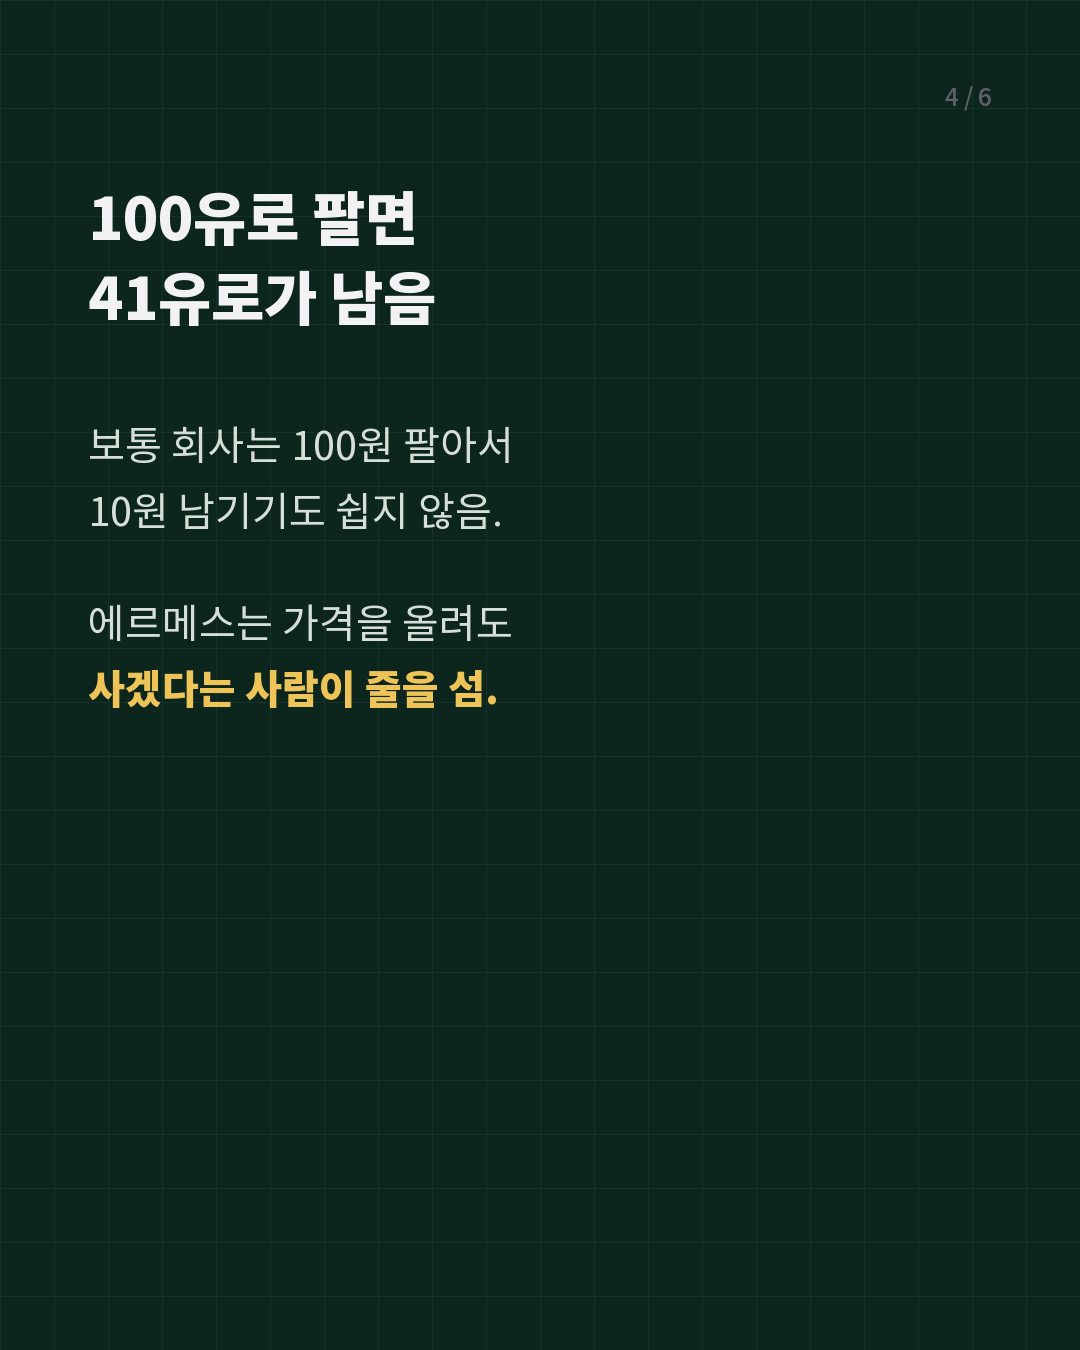 4 / 6
100유로 팔면
41유로가 남음
보통 회사는 100원 팔아서
10원 남기기도 쉽지 않음.
에르메스는 가격을 올려도
사겠다는 사람이 줄을 섬.